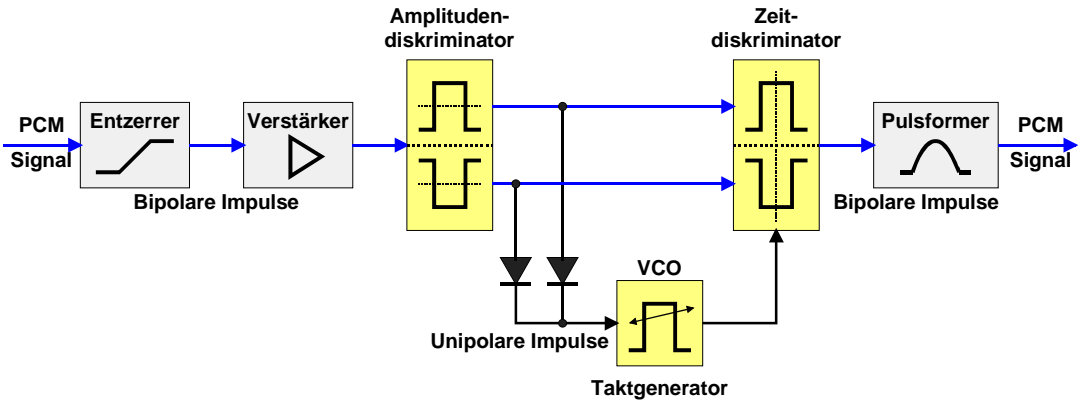 Amplituden-
diskriminator
Zeit-
diskriminator
PCM
Signal
Entzerrer
Verstärker
Pulsformer
PCM
Signal
Bipolare Impulse
Bipolare Impulse
VCO
Unipolare Impulse
Taktgenerator